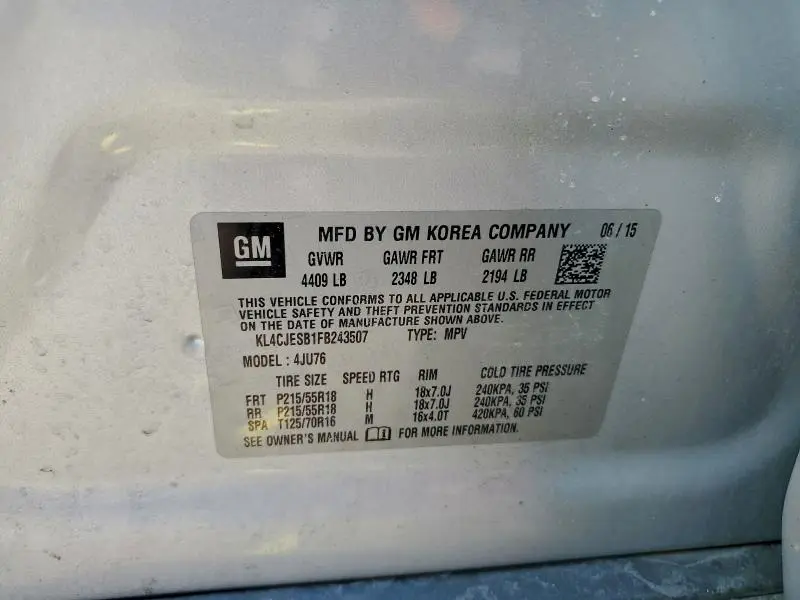 GM
MFD BY GM KOREA COMPANY 06/15
GVWR GAWR FRT GAWR RR
4409 LB 2348 LB 2194 LB
THIS VEHICLE CONFORMS TO ALL APPLICABLE U.S. FEDERAL MOTOR
VEHICLE SAFETY AND THEFT PREVENTION STANDARDS IN EFFECT
ON THE DATE OF MANUFACTURE SHOWN ABOVE.
KL4CJESB1FB243507 TYPE: MPV
MODEL : 4JU76
TIRE SIZE SPEED RTG RIM COLD TIRE PRESSURE
FRT P215/55R18 H 18x7.0J 240KPA, 35 PSI
RR P215/55R18 H 18x7.0J 240KPA, 35 PSI
SPA T125/70R16 M 16x4.0T 420KPA, 60 PSI
SEE OWNER'S MANUAL FOR MORE INFORMATION.